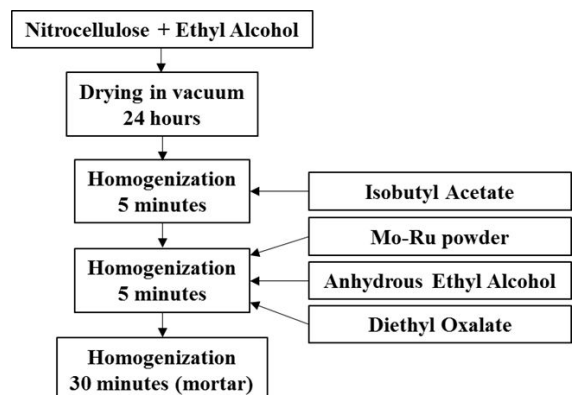 Nitrocellulose + Ethyl Alcohol
Drying in vacuum
24 hours
Homogenization
5 minutes
Isobutyl Acetate
Mo-Ru powder
Homogenization
5 minutes
Anhydrous Ethyl Alcohol
Diethyl Oxalate
Homogenization
30 minutes (mortar)